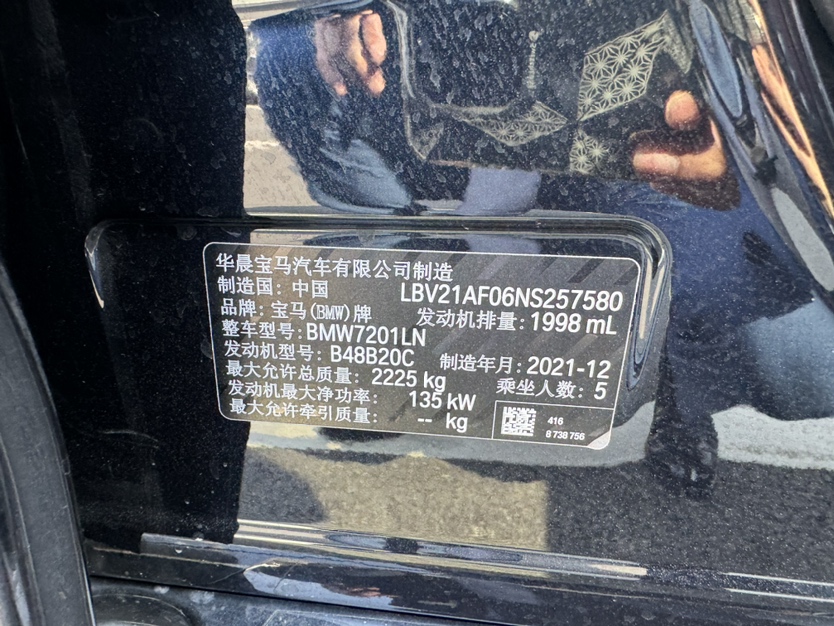 华晨宝马汽车有限公司制造
制造国：中国 LBV21AF06NS257580
品牌：宝马(BMW)牌 发动机排量：1998 mL
整车型号：BMW7201LN
发动机型号：B48B20C 制造年月：2021-12
最大允许总质量：2225 kg 乘坐人数：5
发动机最大净功率：135 kW
最大允许牵引质量：-- kg
416
8 738 756